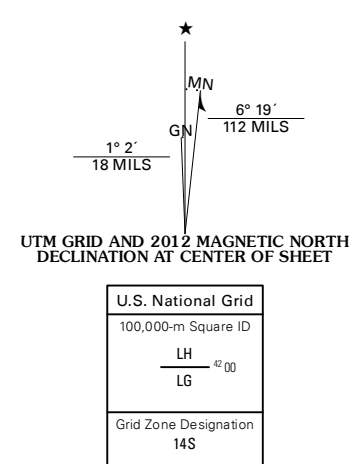 ★
MN
GN
6° 19´
112 MILS
1° 2´
18 MILS
UTM GRID AND 2012 MAGNETIC NORTH
DECLINATION AT CENTER OF SHEET
U.S. National Grid
100,000-m Square ID
LH
42 00
LG
Grid Zone Designation
14S